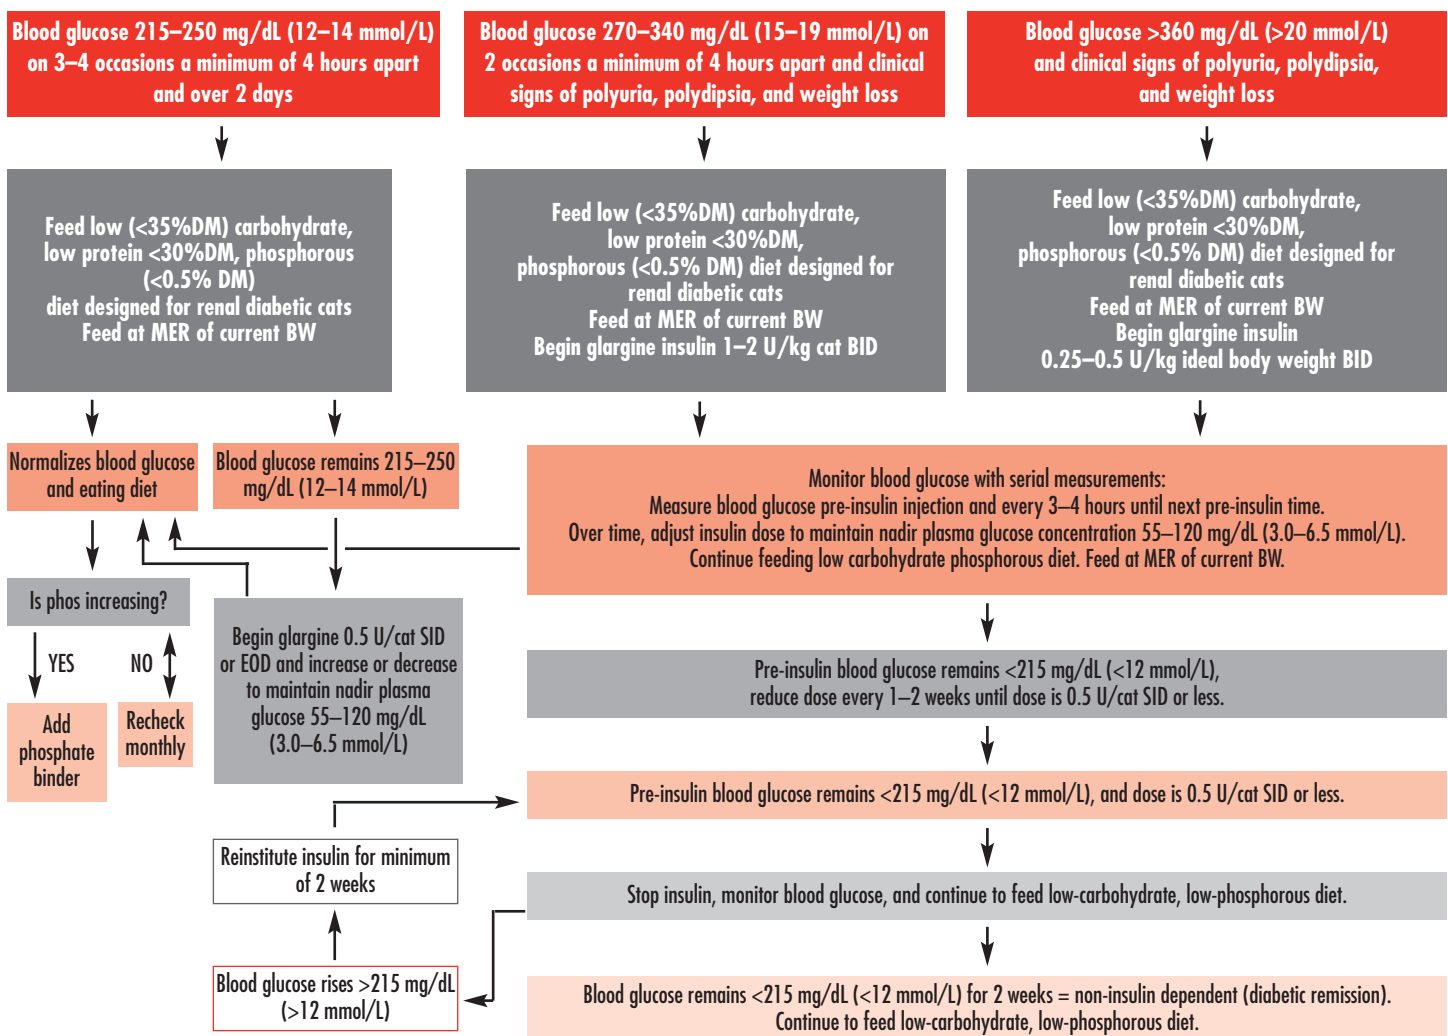 Blood glucose 215–250 mg/dL (12–14 mmol/L)
on 3–4 occasions a minimum of 4 hours apart
and over 2 days
Blood glucose 270–340 mg/dL (15–19 mmol/L) on
2 occasions a minimum of 4 hours apart and clinical
signs of polyuria, polydipsia, and weight loss
Blood glucose >360 mg/dL (>20 mmol/L)
and clinical signs of polyuria, polydipsia,
and weight loss
Feed low (<35%DM) carbohydrate,
low protein <30%DM, phosphorous
(<0.5% DM)
diet designed for renal diabetic cats
Feed at MER of current BW
Feed low (<35%DM) carbohydrate,
low protein <30%DM,
phosphorous (<0.5% DM) diet designed for
renal diabetic cats
Feed at MER of current BW
Begin glargine insulin 1–2 U/kg cat BID
Feed low (<35%DM) carbohydrate,
low protein <30%DM,
phosphorous (<0.5% DM) diet designed for
renal diabetic cats
Feed at MER of current BW
Begin glargine insulin
0.25–0.5 U/kg ideal body weight BID
Normalizes blood glucose
and eating diet
Blood glucose remains 215–250
mg/dL (12–14 mmol/L)
Monitor blood glucose with serial measurements:
Measure blood glucose pre-insulin injection and every 3–4 hours until next pre-insulin time.
Over time, adjust insulin dose to maintain nadir plasma glucose concentration 55–120 mg/dL (3.0–6.5 mmol/L).
Continue feeding low carbohydrate phosphorous diet. Feed at MER of current BW.
Is phos increasing?
YES
NO
Add
phosphate
binder
Recheck
monthly
Begin glargine 0.5 U/cat SID
or EOD and increase or decrease
to maintain nadir plasma
glucose 55–120 mg/dL
(3.0–6.5 mmol/L)
Pre-insulin blood glucose remains <215 mg/dL (<12 mmol/L),
reduce dose every 1–2 weeks until dose is 0.5 U/cat SID or less.
Pre-insulin blood glucose remains <215 mg/dL (<12 mmol/L), and dose is 0.5 U/cat SID or less.
Reinstitute insulin for minimum
of 2 weeks
Stop insulin, monitor blood glucose, and continue to feed low-carbohydrate, low-phosphorous diet.
Blood glucose rises >215 mg/dL
(>12 mmol/L)
Blood glucose remains <215 mg/dL (<12 mmol/L) for 2 weeks = non-insulin dependent (diabetic remission).
Continue to feed low-carbohydrate, low-phosphorous diet.